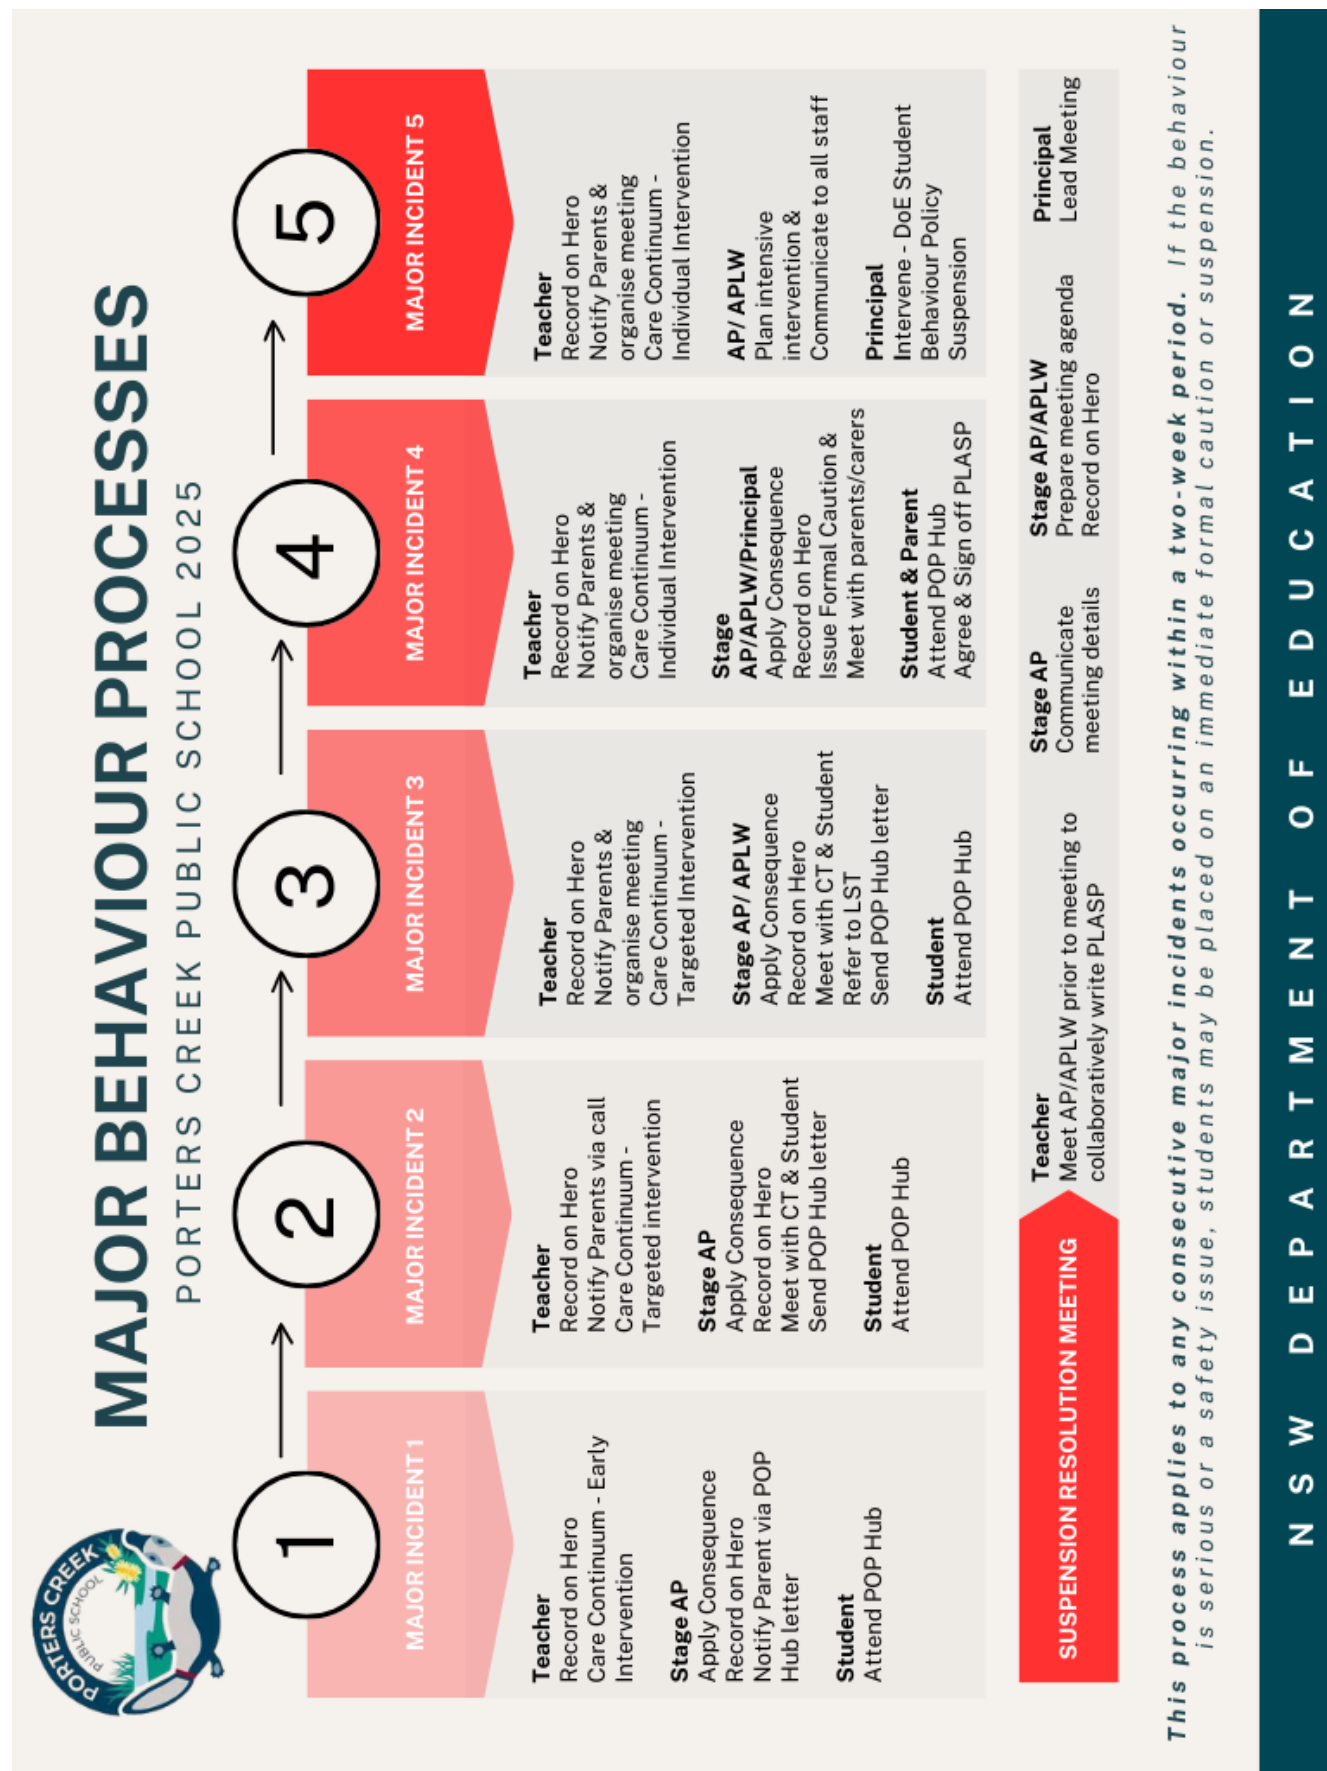 PORTERS CREEK
PUBLIC SCHOOL
MAJOR BEHAVIOUR PROCESSES
PORTERS CREEK PUBLIC SCHOOL 2025
1
MAJOR INCIDENT 1
Teacher
Record on Hero
Care Continuum - Early
Intervention
Stage AP
Apply Consequence
Record on Hero
Notify Parent via POP
Hub letter
Student
Attend POP Hub
2
MAJOR INCIDENT 2
Teacher
Record on Hero
Notify Parents via call
Care Continuum -
Targeted intervention
Stage AP
Apply Consequence
Record on Hero
Meet with CT & Student
Send POP Hub letter
Student
Attend POP Hub
3
MAJOR INCIDENT 3
Teacher
Record on Hero
Notify Parents &
organise meeting
Care Continuum -
Targeted Intervention
Stage AP/ APLW
Apply Consequence
Record on Hero
Meet with CT & Student
Refer to LST
Send POP Hub letter
Student
Attend POP Hub
4
MAJOR INCIDENT 4
Teacher
Record on Hero
Notify Parents &
organise meeting
Care Continuum -
Individual Intervention
Stage
AP/APLW/Principal
Apply Consequence
Record on Hero
Issue Formal Caution &
Meet with parents/carers
Student & Parent
Attend POP Hub
Agree & Sign off PLASP
5
MAJOR INCIDENT 5
Teacher
Record on Hero
Notify Parents &
organise meeting
Care Continuum -
Individual Intervention
AP/ APLW
Plan intensive
intervention &
Communicate to all staff
Principal
Intervene - DoE Student
Behaviour Policy
Suspension
SUSPENSION RESOLUTION MEETING
Teacher
Meet AP/APLW prior to meeting to
collaboratively write PLASP
Stage AP
Communicate
meeting details
Stage AP/APLW
Prepare meeting agenda
Record on Hero
Principal
Lead Meeting
This process applies to any consecutive major incidents occurring within a two-week period. If the behaviour
is serious or a safety issue, students may be placed on an immediate formal caution or suspension.
NSW DEPARTMENT OF EDUCATION